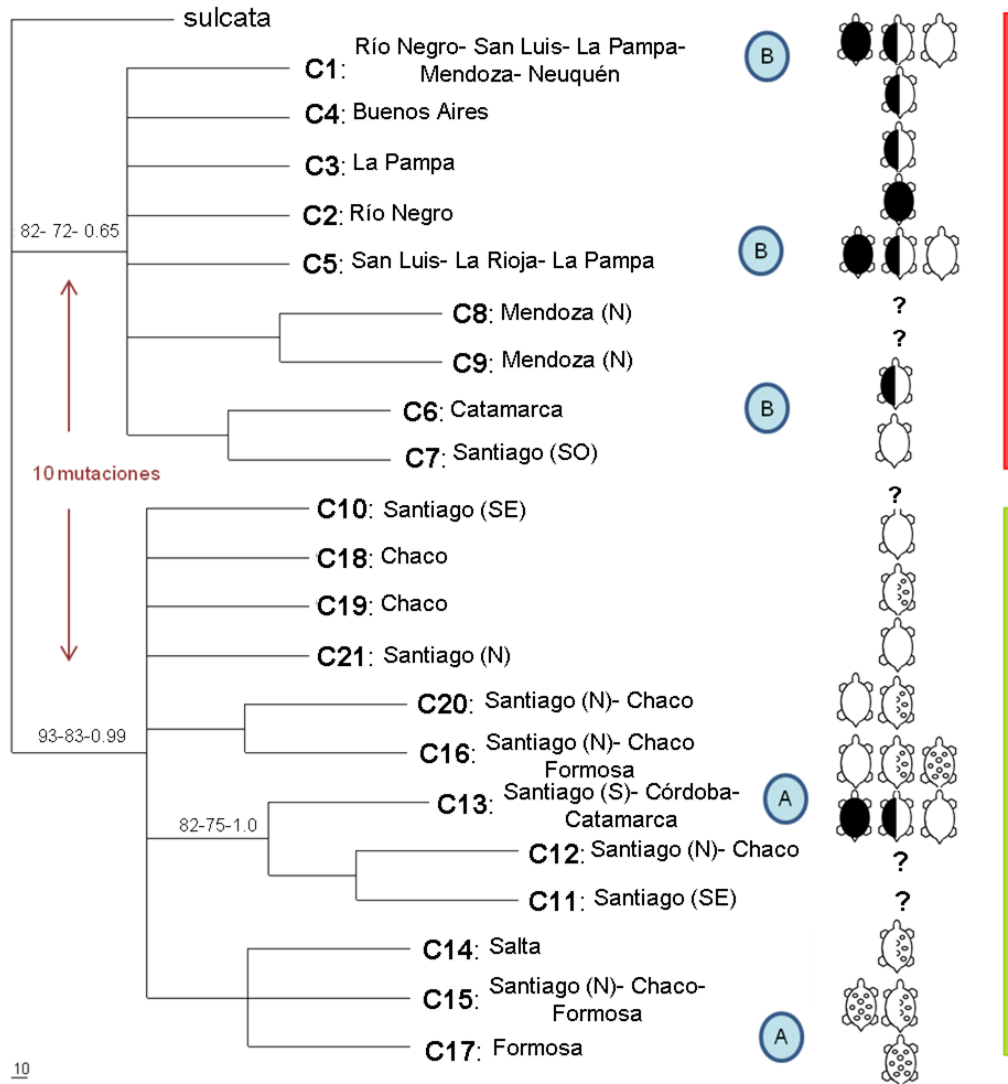 sulcata
C1: Río Negro- San Luis- La Pampa-
Mendoza- Neuquén
B
C4: Buenos Aires
C3: La Pampa
C2: Río Negro
82- 72- 0.65
C5: San Luis- La Rioja- La Pampa
B
C8: Mendoza (N)
?
C9: Mendoza (N)
?
C6: Catamarca
B
C7: Santiago (SO)
10 mutaciones
C10: Santiago (SE)
?
C18: Chaco
C19: Chaco
C21: Santiago (N)
C20: Santiago (N)- Chaco
93-83-0.99
C16: Santiago (N)- Chaco
Formosa
C13: Santiago (S)- Córdoba-
Catamarca
A
82-75-1.0
C12: Santiago (N)- Chaco
?
C11: Santiago (SE)
?
C14: Salta
C15: Santiago (N)- Chaco-
Formosa
C17: Formosa
A
10